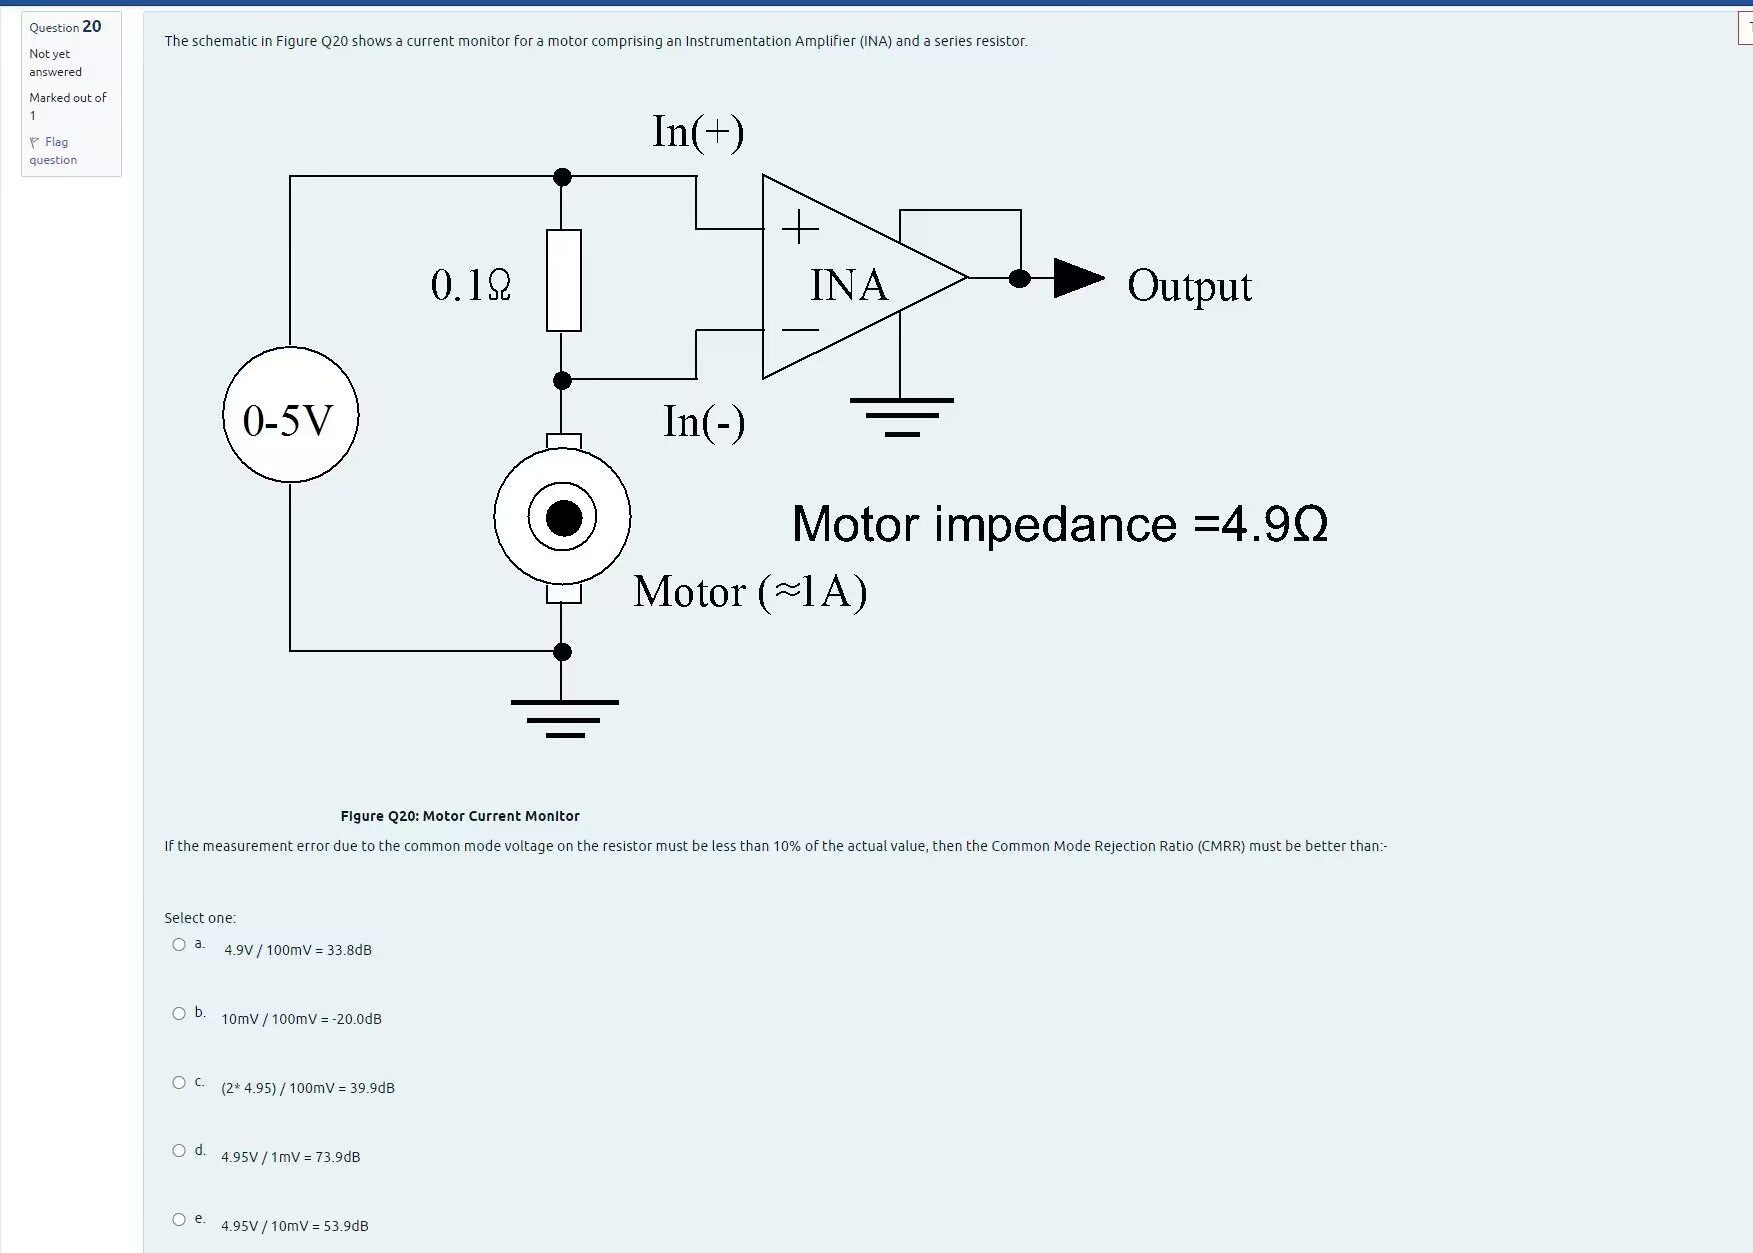 Question 20
Not yet
answered
Marked out of
1
Flag
question
The schematic in Figure Q20 shows a current monitor for a motor comprising an Instrumentation Amplifier (INA) and a series resistor.
In(+)
+
0.1Ω
INA
Output
−
0-5V
In(-)
Motor impedance =4.9Ω
Motor (≈1A)
Figure Q20: Motor Current Monitor
If the measurement error due to the common mode voltage on the resistor must be less than 10% of the actual value, then the Common Mode Rejection Ratio (CMRR) must be better than:-
Select one:
a. 4.9V / 100mV = 33.8dB
b. 10mV / 100mV = -20.0dB
c. (2* 4.95) / 100mV = 39.9dB
d. 4.95V / 1mV = 73.9dB
e. 4.95V / 10mV = 53.9dB